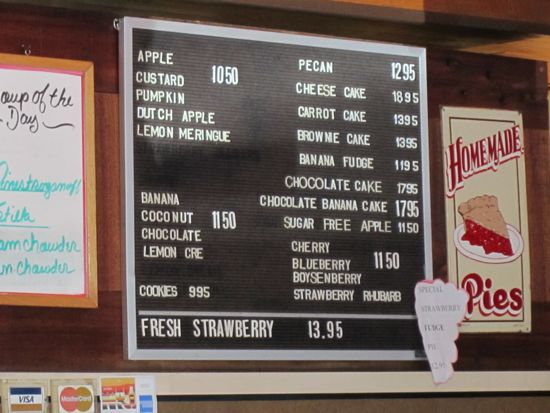 oup of the
Day
APPLE
CUSTARD 1050
PUMPKIN
DUTCH APPLE
LEMON MERINGUE
BANANA
COCONUT 1150
CHOCOLATE
LEMON CRE
COOKIES 995
PECAN 1295
CHEESE CAKE 1895
CARROT CAKE 1395
BROWNIE CAKE 1395
BANANA FUDGE 1195
CHOCOLATE CAKE 1795
CHOCOLATE BANANA CAKE 1795
SUGAR FREE APPLE 1150
CHERRY
BLUEBERRY 1150
BOYSENBERRY
STRAWBERRY RHUBARB
FRESH STRAWBERRY 13.95
HOMEMADE
Pies
SPECIAL
STRAWBERRY
FUDGE
PIE
VISA
MasterCard